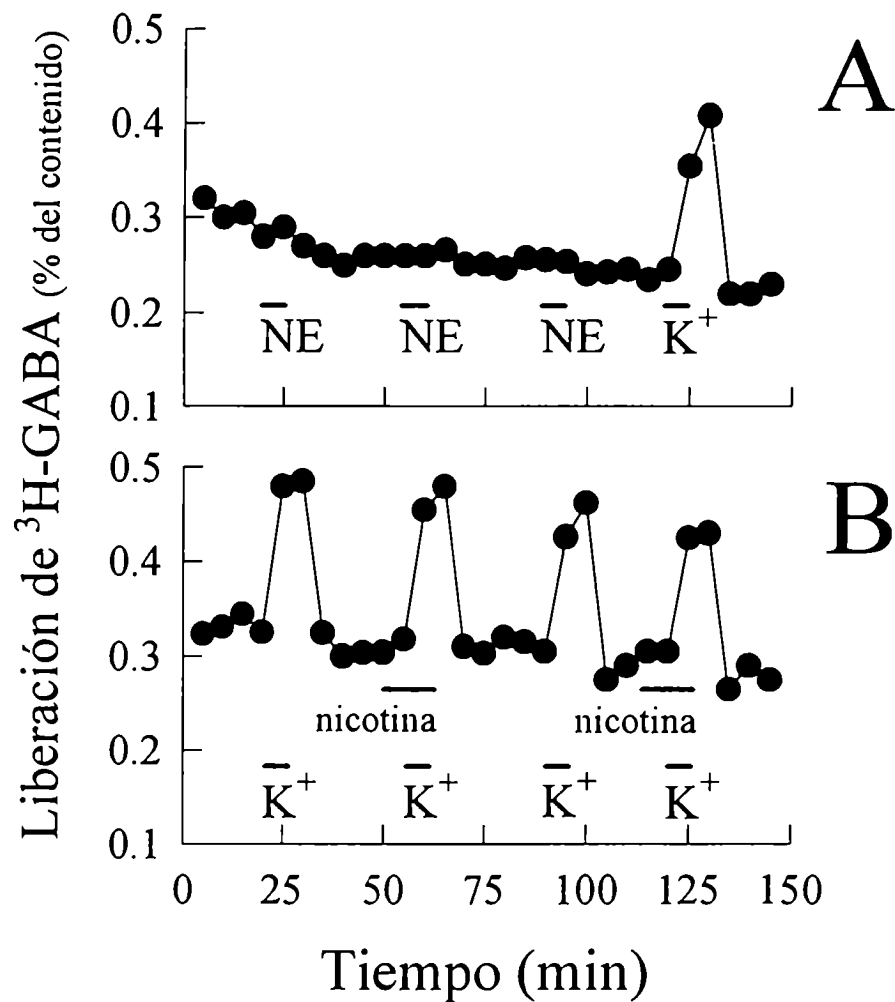 Liberación de ³H-GABA (% del contenido)
A
0.5
0.4
0.3
0.2
0.1
NE
NE
NE
K⁺
B
0.5
0.4
0.3
0.2
0.1
nicotina
nicotina
K⁺
K⁺
K⁺
K⁺
0
25
50
75
100
125
150
Tiempo (min)